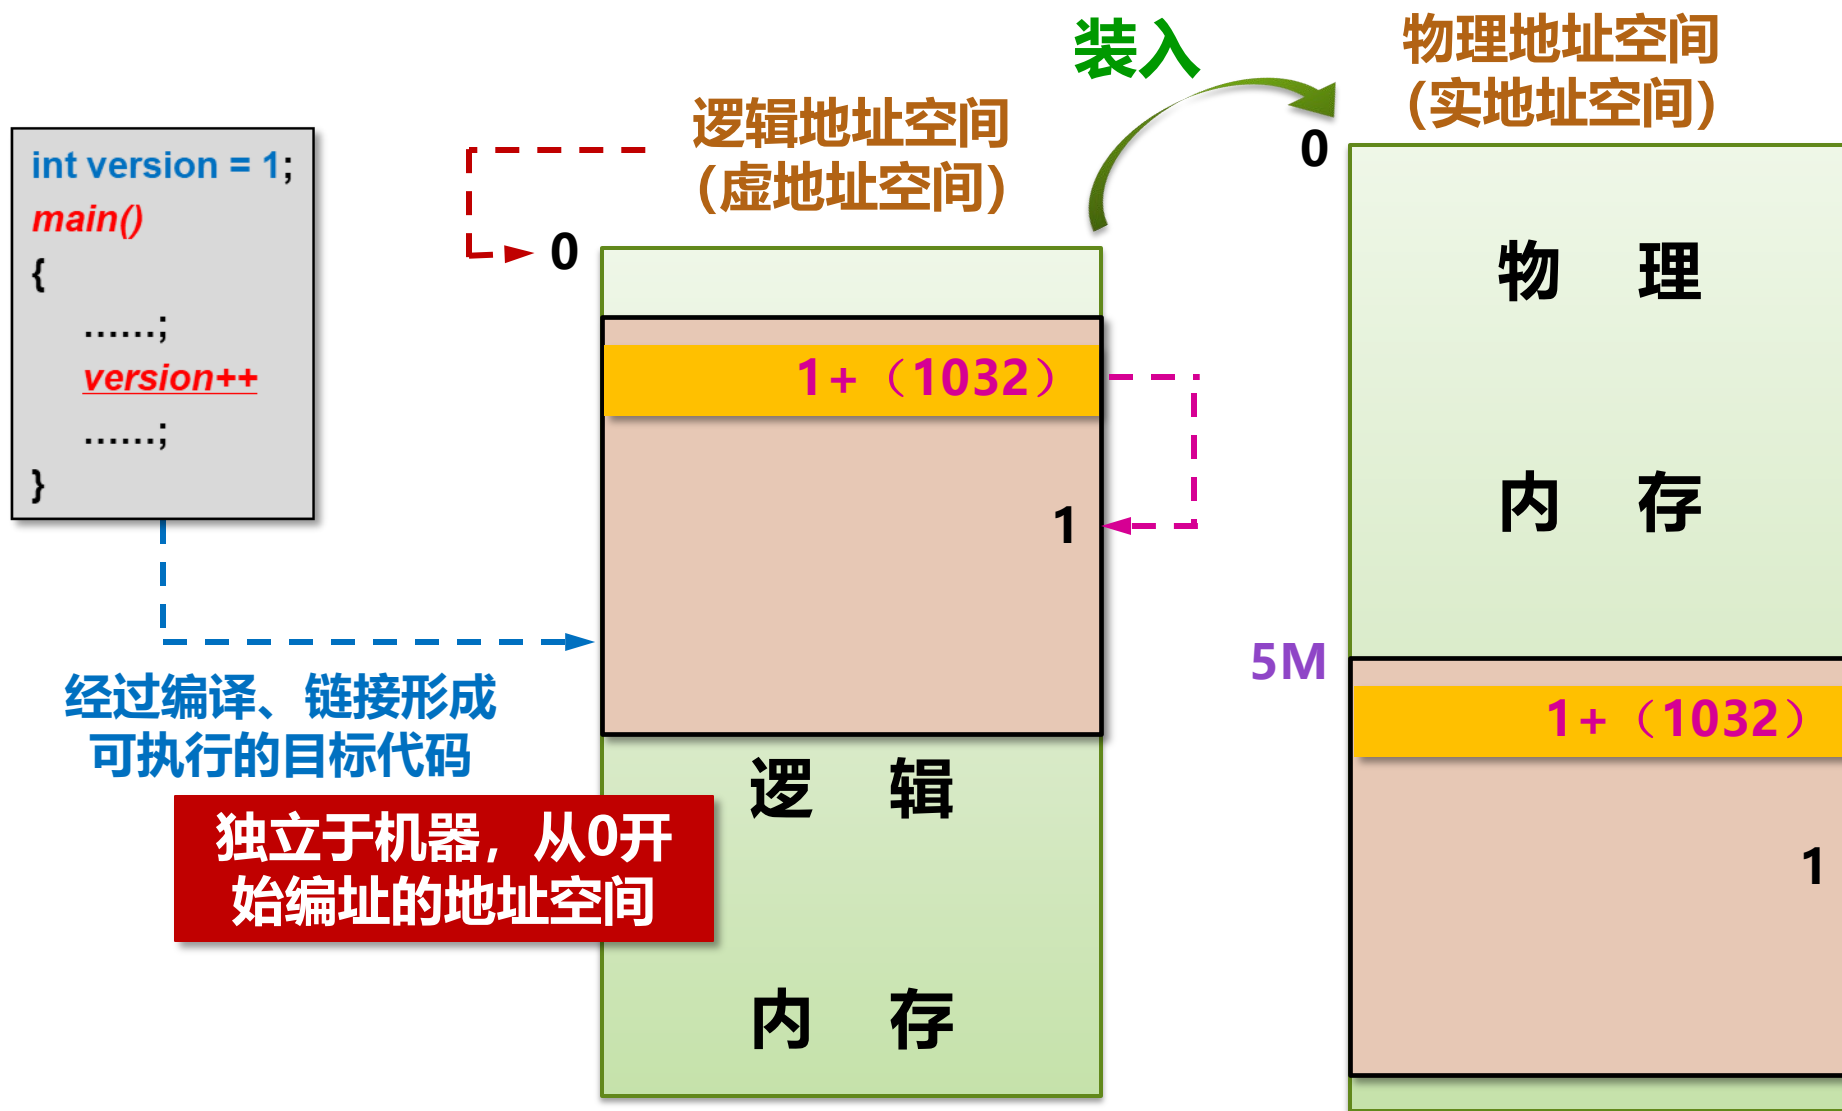 int version = 1;
main()
{
……;
version++
……;
}
经过编译、链接形成
可执行的目标代码
独立于机器，从0开
始编址的地址空间
逻辑地址空间
(虚地址空间)
0
1+（1032）
1
逻 辑
内 存
装入
物理地址空间
(实地址空间)
0
物 理
内 存
5M
1+（1032）
1